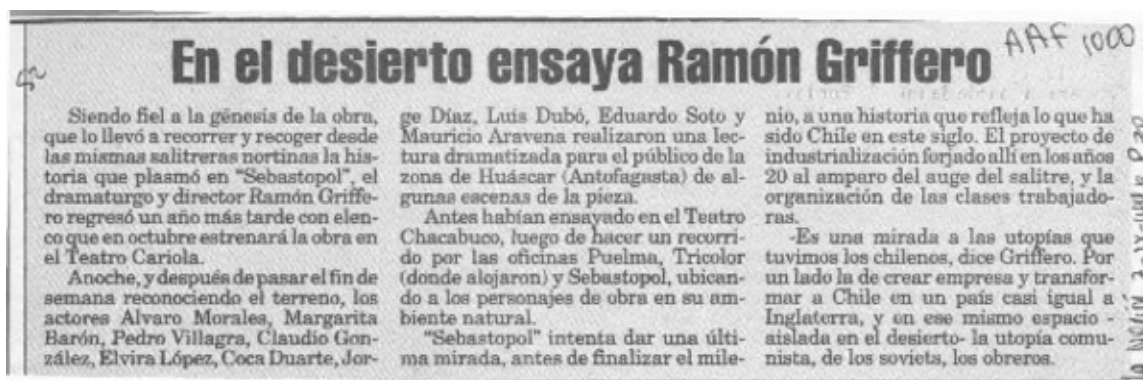 En el desierto ensaya Ramón Griffero
AAF 1000
Siendo fiel a la génesis de la obra,
que lo llevó a recorrer y recoger desde
las mismas salitreras nortinas la his-
toria que plasmó en "Sebastopol", el
dramaturgo y director Ramón Griffe-
ro regresó un año más tarde con elen-
co que en octubre estrenará la obra en
el Teatro Cariola.
Anoche, y después de pasar el fin de
semana reconociendo el terreno, los
actores Alvaro Morales, Margarita
Barón, Pedro Villagra, Claudio Gon-
zález, Elvira López, Coca Duarte, Jor-
ge Díaz, Luis Dubó, Eduardo Soto y
Mauricio Aravena realizaron una lec-
tura dramatizada para el público de la
zona de Huáscar (Antofagasta) de al-
gunas escenas de la pieza.
Antes habían ensayado en el Teatro
Chacabuco, luego de hacer un recorri-
do por las oficinas Puelma, Tricolor
(donde alojaron) y Sebastopol, ubican-
do a los personajes de obra en su am-
biente natural.
"Sebastopol" intenta dar una últi-
ma mirada, antes de finalizar el mile-
nio, a una historia que refleja lo que ha
sido Chile en este siglo. El proyecto de
industrialización forjado allí en los años
20 al amparo del auge del salitre, y la
organización de las clases trabajado-
ras.
-Es una mirada a las utopías que
tuvimos los chilenos, dice Griffero. Por
un lado la de crear empresa y transfor-
mar a Chile en un país casi igual a
Inglaterra, y en ese mismo espacio -
aislada en el desierto- la utopía comu-
nista, de los soviets, los obreros.